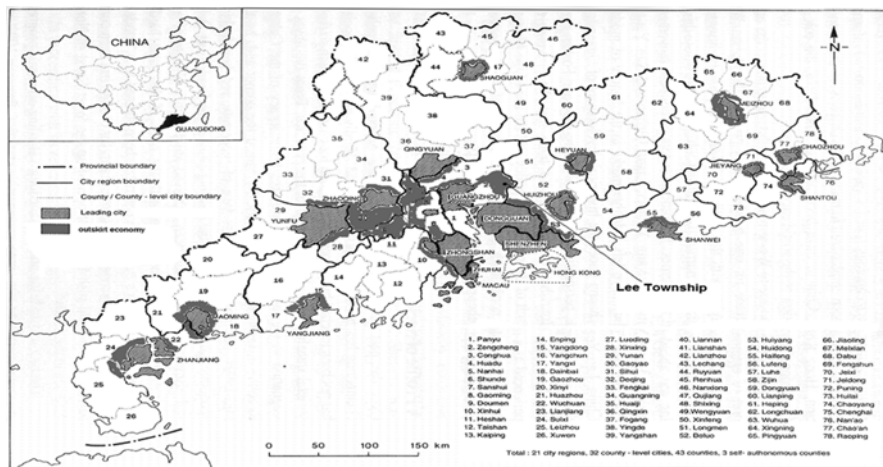 CHINA
GUANGDONG
N
Provincial boundary
City region boundary
County / County - level city boundary
Leading city
outskirt economy
SHAOGUAN
MEIZHOU
QINGYUAN
HEYUAN
CHAOZHOU
JIEYANG
SHANTOU
ZHAOQING
GUANGZHOU
HUIZHOU
YUNFU
DONGGUAN
SHENZHEN
SHANWEI
ZHONGSHAN
ZHUHAI
HONG KONG
MACAU
Lee Township
MAOMING
YANGJIANG
ZHANJIANG
0 50 100 150
km
1. Panyu
2. Zengcheng
3. Conghua
4. Huadu
5. Nanhai
6. Shunde
7. Sanshui
8. Gaoming
9. Doumen
10. Xinhui
11. Heshan
12. Taishan
13. Kaiping
14. Enping
15. Yangdong
16. Yangchun
17. Yangxi
18. Dainbai
19. Gaozhou
20. Xinyi
21. Huazhou
22. Wuchuan
23. Lianjiang
24. Suixi
25. Leizhou
26. Xuwen
27. Luoding
28. Xinxing
29. Yunan
30. Gaoyao
31. Sihui
32. Deqing
33. Fengkai
34. Guangning
35. Huaiji
36. Qingxin
37. Fogang
38. Yingde
39. Yangshan
40. Liannan
41. Lianshan
42. Lianzhou
43. Lechang
44. Ruyuan
45. Renhua
46. Nanxiong
47. Qujiang
48. Shixing
49. Wengyuan
50. Xinfeng
51. Longmen
52. Boluo
53. Huiyang
54. Huidong
55. Haifeng
56. Lufeng
57. Luhe
58. Zijin
59. Dongyuan
60. Lianping
61. Heping
62. Longchuan
63. Wuhua
64. Xingning
65. Pingyuan
66. Jiaoling
67. Meixian
68. Dabu
69. Fengshun
70. Jeixi
71. Jeidong
72. Puning
73. Huilai
74. Chaoyang
75. Chenghai
76. Nan'ao
77. Chao'an
78. Raoping
Total : 21 city regions, 32 county - level cities, 43 counties, 3 self- authonomous counties